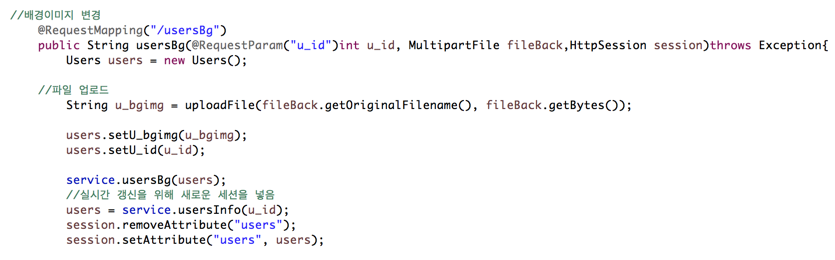 //배경이미지 변경
@RequestMapping("/usersBg")
public String usersBg(@RequestParam("u_id")int u_id, MultipartFile fileBack,HttpSession session)throws Exception{
Users users = new Users();
//파일 업로드
String u_bgimg = uploadFile(fileBack.getOriginalFilename(), fileBack.getBytes());
users.setU_bgimg(u_bgimg);
users.setU_id(u_id);
service.usersBg(users);
//실시간 갱신을 위해 새로운 세션을 넣음
users = service.usersInfo(u_id);
session.removeAttribute("users");
session.setAttribute("users", users);